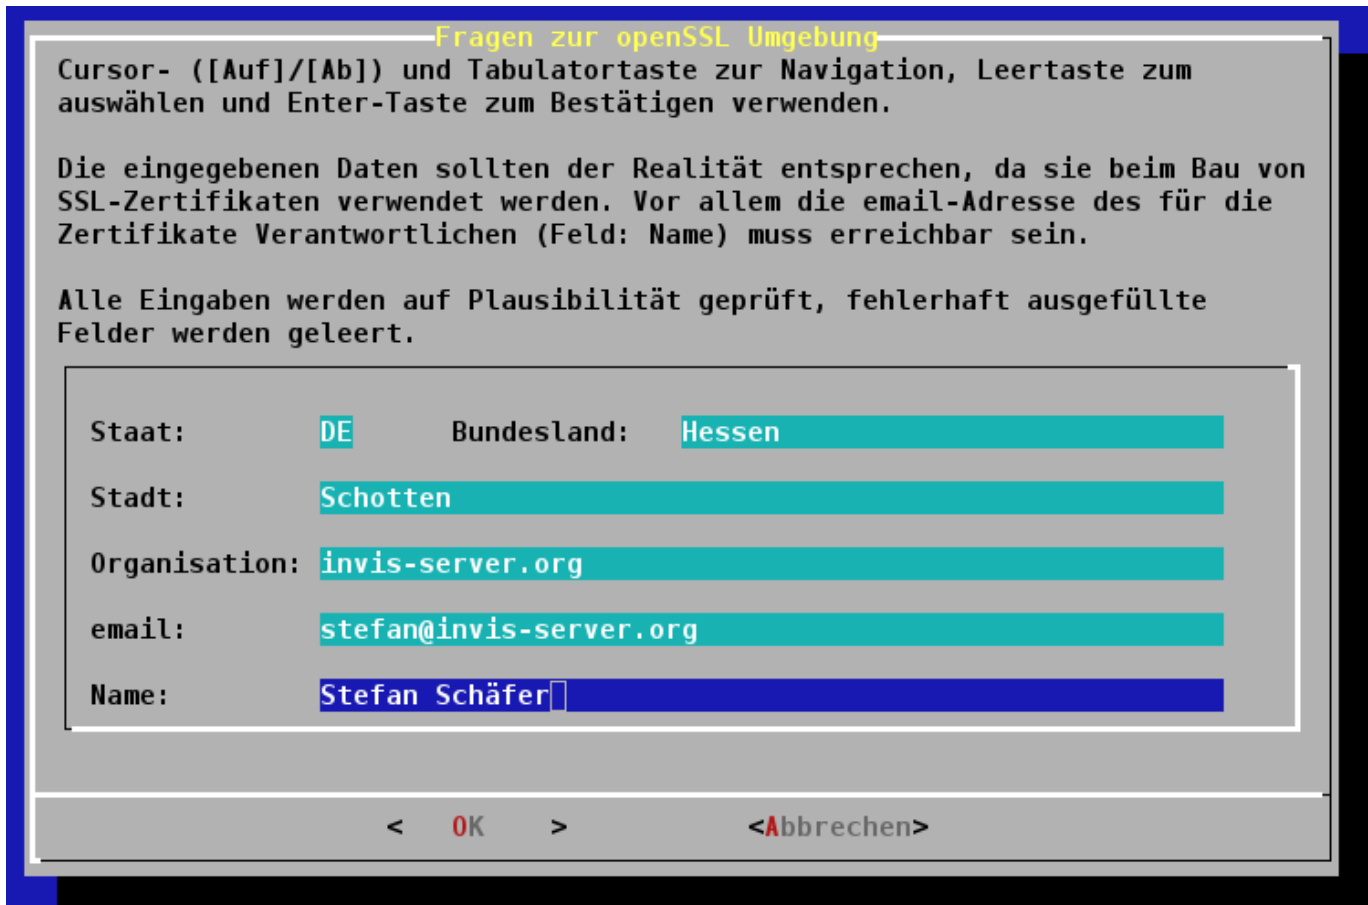 Fragen zur openSSL Umgebung
Cursor- ([Auf]/[Ab]) und Tabulatortaste zur Navigation, Leertaste zum
auswählen und Enter-Taste zum Bestätigen verwenden.
Die eingegebenen Daten sollten der Realität entsprechen, da sie beim Bau von
SSL-Zertifikaten verwendet werden. Vor allem die email-Adresse des für die
Zertifikate Verantwortlichen (Feld: Name) muss erreichbar sein.
Alle Eingaben werden auf Plausibilität geprüft, fehlerhaft ausgefüllte
Felder werden geleert.
Staat: DE Bundesland: Hessen
Stadt: Schotten
Organisation: invis-server.org
email: stefan@invis-server.org
Name: Stefan Schäfer
< OK > <Abbrechen>